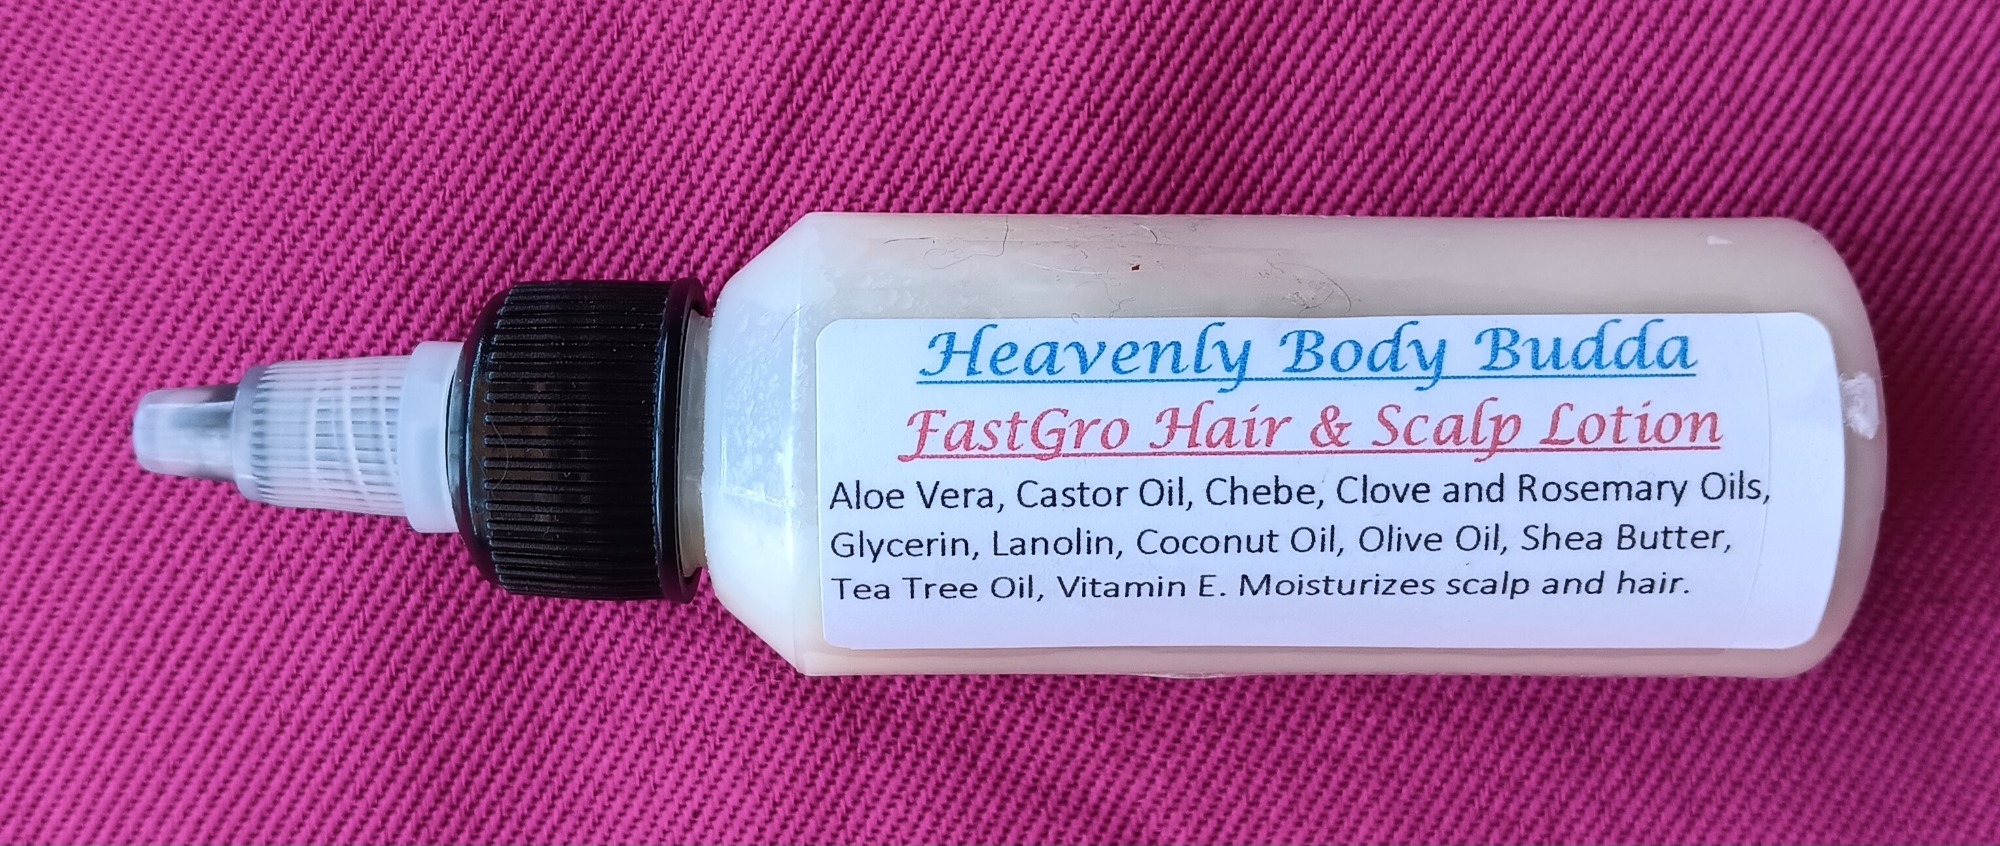 Heavenly Body Budda
FastGro Hair & Scalp Lotion
Aloe Vera, Castor Oil, Chebe, Clove and Rosemary Oils,
Glycerin, Lanolin, Coconut Oil, Olive Oil, Shea Butter,
Tea Tree Oil, Vitamin E. Moisturizes scalp and hair.